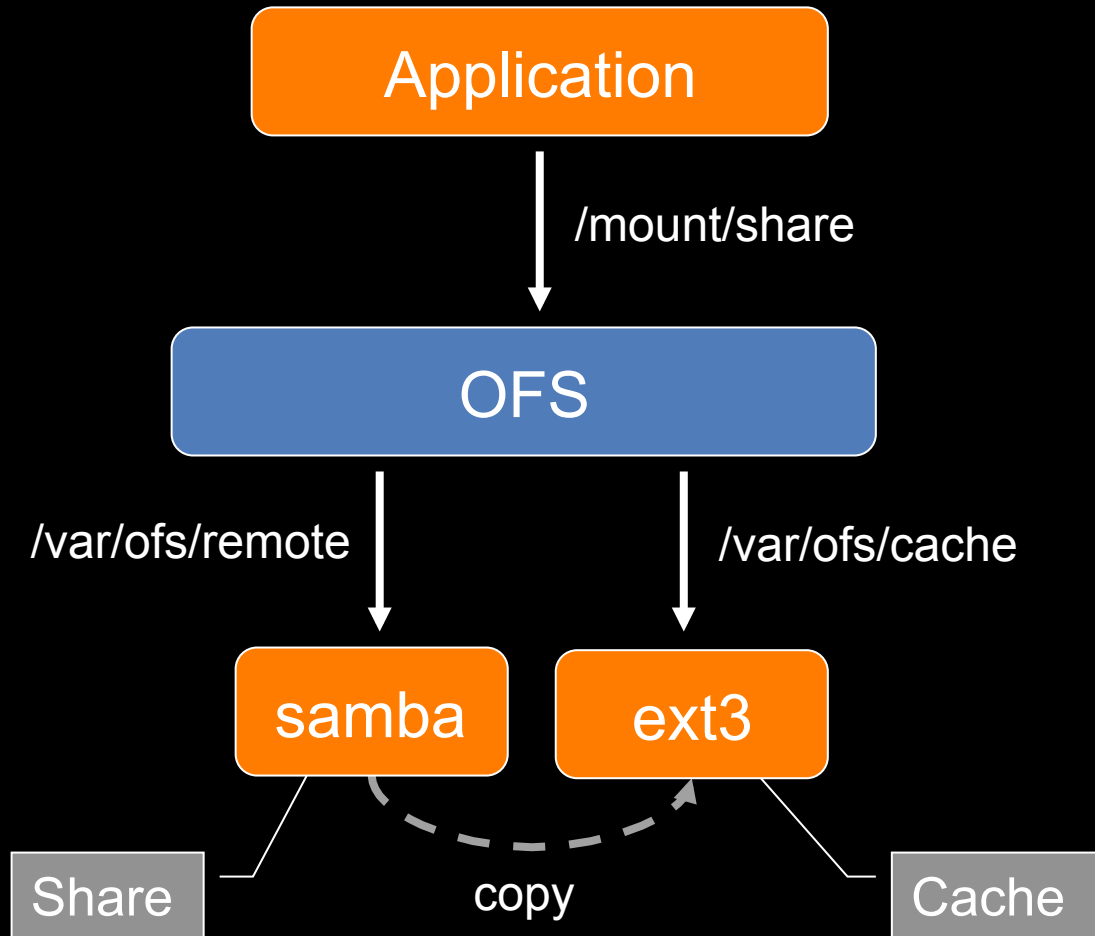 Application
/mount/share
OFS
/var/ofs/remote
/var/ofs/cache
samba
ext3
Share
copy
Cache